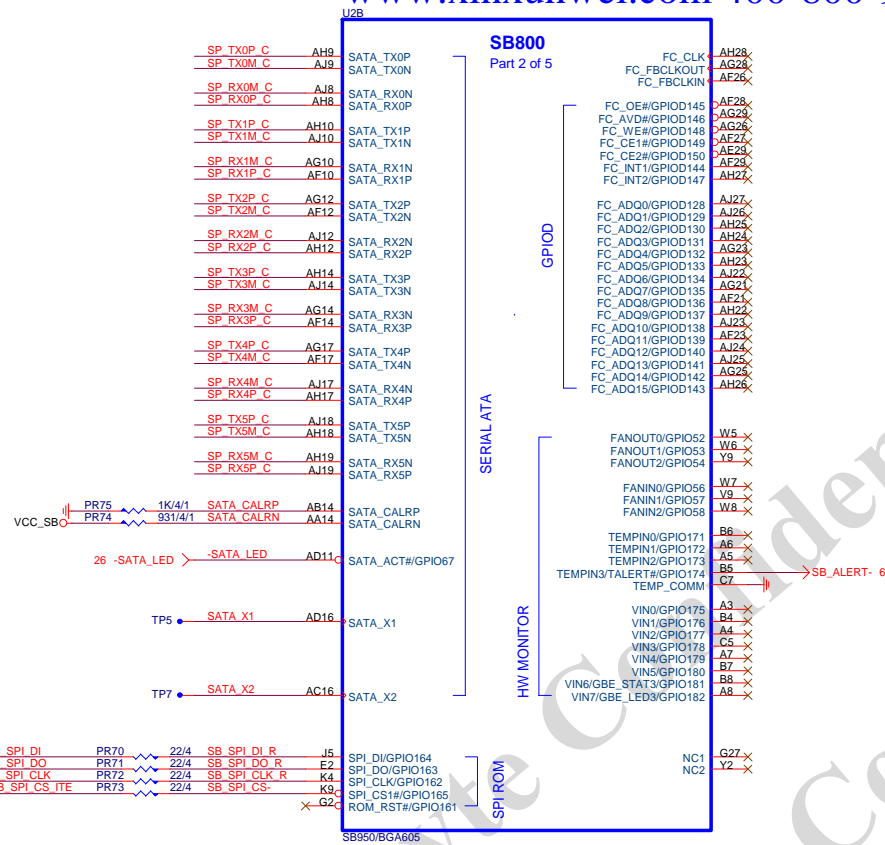 U2B
SB800
Part 2 of 5
SP_TX0P_C AH9 SATA_TX0P
SP_TX0M_C AJ9 SATA_TX0N
SP_RX0M_C AJ8 SATA_RX0N
SP_RX0P_C AH8 SATA_RX0P
SP_TX1P_C AH10 SATA_TX1P
SP_TX1M_C AJ10 SATA_TX1N
SP_RX1M_C AG10 SATA_RX1N
SP_RX1P_C AF10 SATA_RX1P
SP_TX2P_C AG12 SATA_TX2P
SP_TX2M_C AF12 SATA_TX2N
SP_RX2M_C AJ12 SATA_RX2N
SP_RX2P_C AH12 SATA_RX2P
SP_TX3P_C AH14 SATA_TX3P
SP_TX3M_C AJ14 SATA_TX3N
SP_RX3M_C AG14 SATA_RX3N
SP_RX3P_C AF14 SATA_RX3P
SP_TX4P_C AG17 SATA_TX4P
SP_TX4M_C AF17 SATA_TX4N
SP_RX4M_C AJ17 SATA_RX4N
SP_RX4P_C AH17 SATA_RX4P
SP_TX5P_C AJ18 SATA_TX5P
SP_TX5M_C AH18 SATA_TX5N
SP_RX5M_C AH19 SATA_RX5N
SP_RX5P_C AJ19 SATA_RX5P
PR75 1K/4/1 SATA_CALRP AB14 SATA_CALRP
VCC_SB PR74 931/4/1 SATA_CALRN AA14 SATA_CALRN
26 -SATA_LED -SATA_LED AD11 SATA_ACT#/GPIO67
TP5 SATA_X1 AD16 SATA_X1
TP7 SATA_X2 AC16 SATA_X2
SPI_DI PR70 22/4 SB_SPI_DI_R J5 SPI_DI/GPIO164
SPI_DO PR71 22/4 SB_SPI_DO_R E2 SPI_DO/GPIO163
SPI_CLK PR72 22/4 SB_SPI_CLK_R K4 SPI_CLK/GPIO162
SPI_CS_ITE PR73 22/4 SB_SPI_CS- K9 SPI_CS1#/GPIO165
G2 ROM_RST#/GPIO161
SERIAL ATA
SPI ROM
GPIOD
HW MONITOR
FC_CLK AH28
FC_FBCLKOUT AG28
FC_FBCLKIN AF26
FC_OE#/GPIOD145 AF28
FC_AVD#/GPIOD146 AG29
FC_WE#/GPIOD148 AG26
FC_CE1#/GPIOD149 AF27
FC_CE2#/GPIOD150 AE29
FC_INT1/GPIOD144 AF29
FC_INT2/GPIOD147 AH27
FC_ADQ0/GPIOD128 AJ27
FC_ADQ1/GPIOD129 AJ26
FC_ADQ2/GPIOD130 AH25
FC_ADQ3/GPIOD131 AH24
FC_ADQ4/GPIOD132 AG23
FC_ADQ5/GPIOD133 AH23
FC_ADQ6/GPIOD134 AJ22
FC_ADQ7/GPIOD135 AG21
FC_ADQ8/GPIOD136 AF21
FC_ADQ9/GPIOD137 AH22
FC_ADQ10/GPIOD138 AJ23
FC_ADQ11/GPIOD139 AF23
FC_ADQ12/GPIOD140 AJ24
FC_ADQ13/GPIOD141 AJ25
FC_ADQ14/GPIOD142 AG25
FC_ADQ15/GPIOD143 AH26
FANOUT0/GPIO52 W5
FANOUT1/GPIO53 W6
FANOUT2/GPIO54 Y9
FANIN0/GPIO56 W7
FANIN1/GPIO57 V9
FANIN2/GPIO58 W8
TEMPIN0/GPIO171 B6
TEMPIN1/GPIO172 A6
TEMPIN2/GPIO173 A5
TEMPIN3/TALERT#/GPIO174 B5 SB_ALERT- 6
TEMP_COMM C7
VIN0/GPIO175 A3
VIN1/GPIO176 B4
VIN2/GPIO177 A4
VIN3/GPIO178 C5
VIN4/GPIO179 A7
VIN5/GPIO180 B7
VIN6/GBE_STAT3/GPIO181 B8
VIN7/GBE_LED3/GPIO182 A8
NC1 G27
NC2 Y2
SB950/BGA605